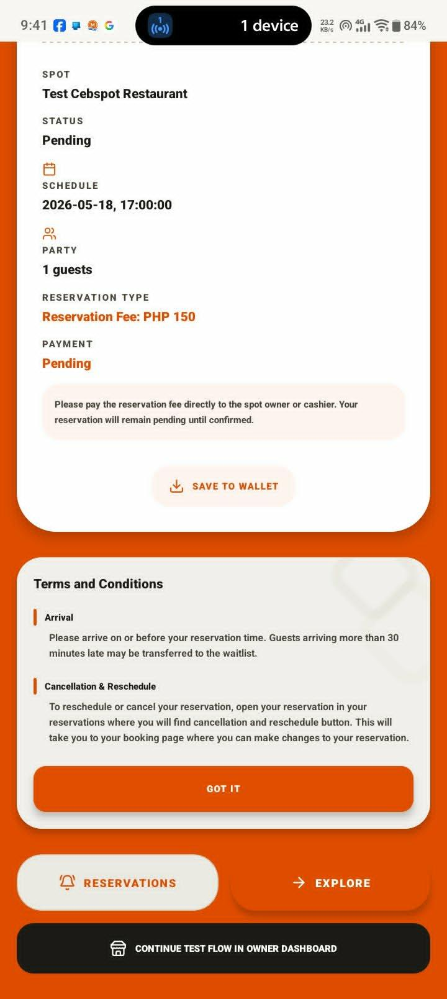 9:41
1
1 device
23.2
KB/s
4G
84%
SPOT
Test Cebspot Restaurant
STATUS
Pending
SCHEDULE
2026-05-18, 17:00:00
PARTY
1 guests
RESERVATION TYPE
Reservation Fee: PHP 150
PAYMENT
Pending
Please pay the reservation fee directly to the spot owner or cashier. Your
reservation will remain pending until confirmed.
SAVE TO WALLET
Terms and Conditions
Arrival
Please arrive on or before your reservation time. Guests arriving more than 30
minutes late may be transferred to the waitlist.
Cancellation & Reschedule
To reschedule or cancel your reservation, open your reservation in your
reservations where you will find cancellation and reschedule button. This will
take you to your booking page where you can make changes to your reservation.
GOT IT
RESERVATIONS
EXPLORE
CONTINUE TEST FLOW IN OWNER DASHBOARD